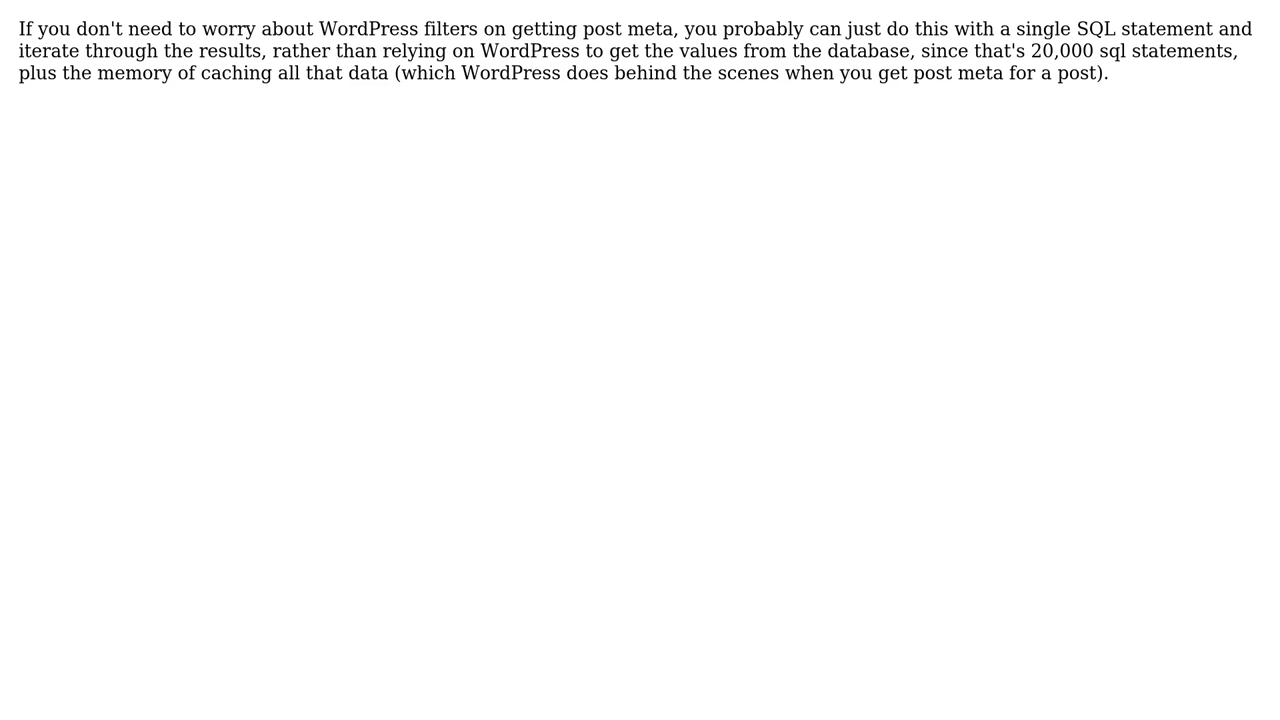 If you don't need to worry about WordPress filters on getting post meta, you probably can just do this with a single SQL statement and
iterate through the results, rather than relying on WordPress to get the values from the database, since that's 20,000 sql statements,
plus the memory of caching all that data (which WordPress does behind the scenes when you get post meta for a post).